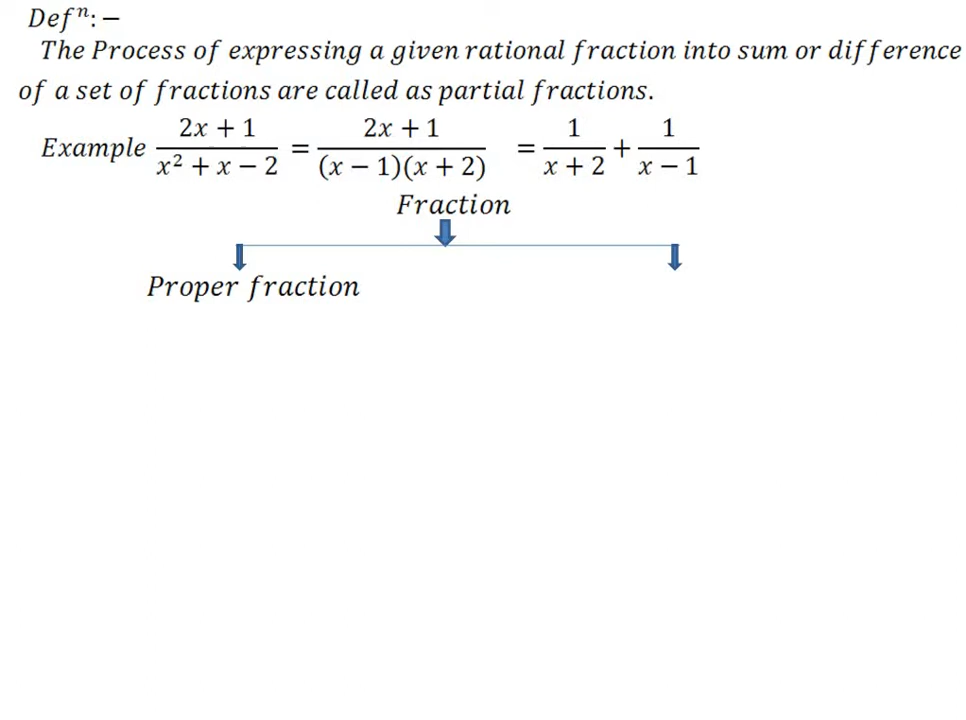 Defⁿ:−
The Process of expressing a given rational fraction into sum or difference
of a set of fractions are called as partial fractions.
Example (2x + 1)/(x² + x − 2) = (2x + 1)/((x − 1)(x + 2)) = 1/(x + 2) + 1/(x − 1)
Fraction
Proper fraction